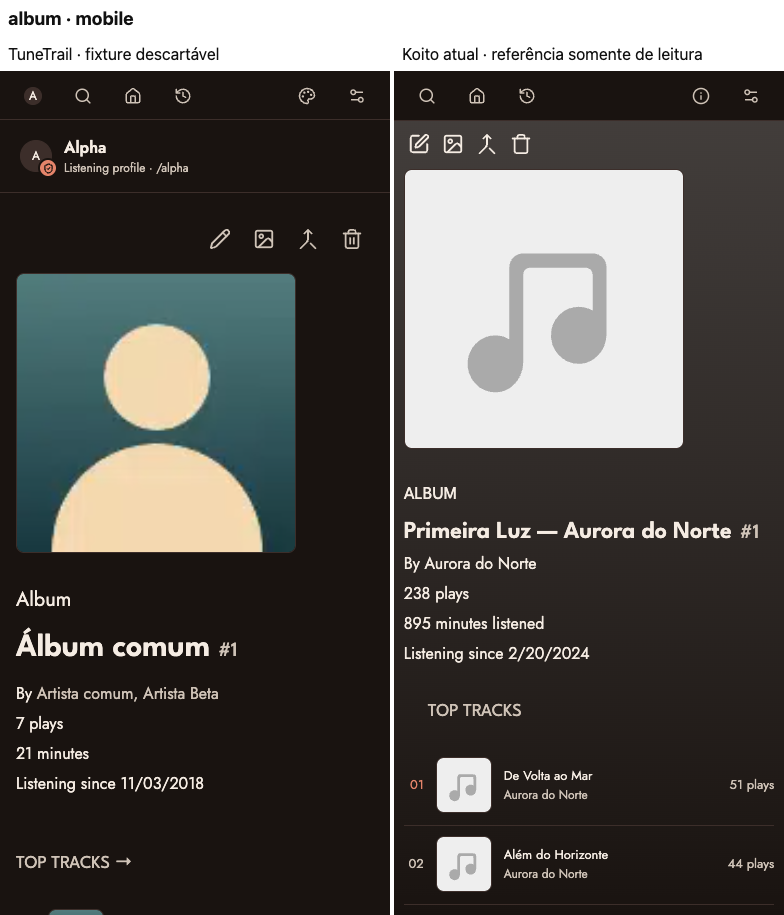 album · mobile
TuneTrail · fixture descartável
A
A
Alpha
Listening profile · /alpha
Album
Álbum comum #1
By Artista comum, Artista Beta
7 plays
21 minutes
Listening since 11/03/2018
TOP TRACKS →
Koito atual · referência somente de leitura
ALBUM
Primeira Luz — Aurora do Norte #1
By Aurora do Norte
238 plays
895 minutes listened
Listening since 2/20/2024
TOP TRACKS
01 De Volta ao Mar 51 plays
Aurora do Norte
02 Além do Horizonte 44 plays
Aurora do Norte